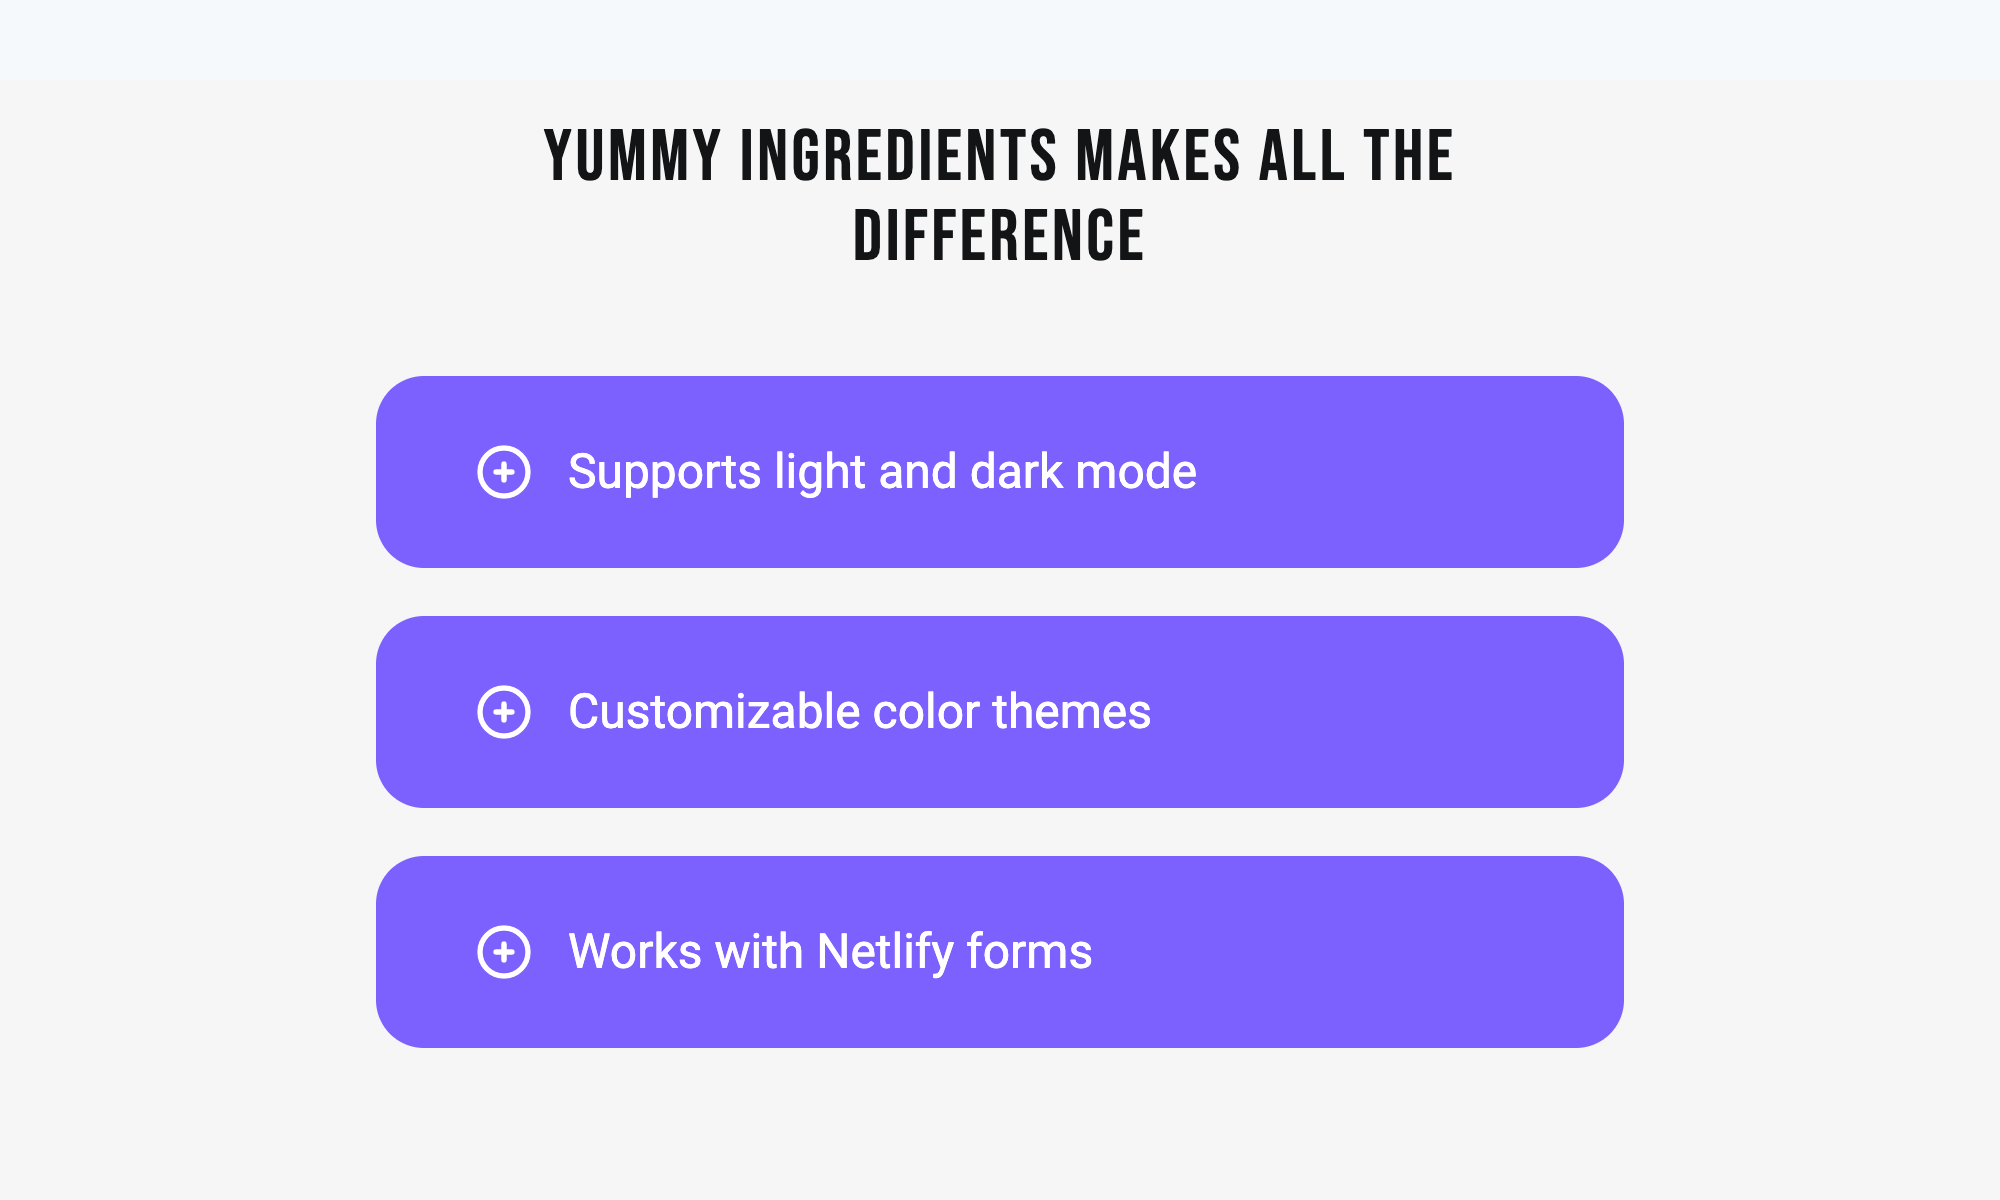 YUMMY INGREDIENTS MAKES ALL THE
DIFFERENCE
Supports light and dark mode
Customizable color themes
Works with Netlify forms